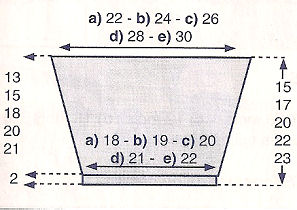 a) 22 - b) 24 - c) 26
d) 28 - e) 30
13
15
18
20
21
2
a) 18 - b) 19 - c) 20
d) 21 - e) 22
15
17
20
22
23